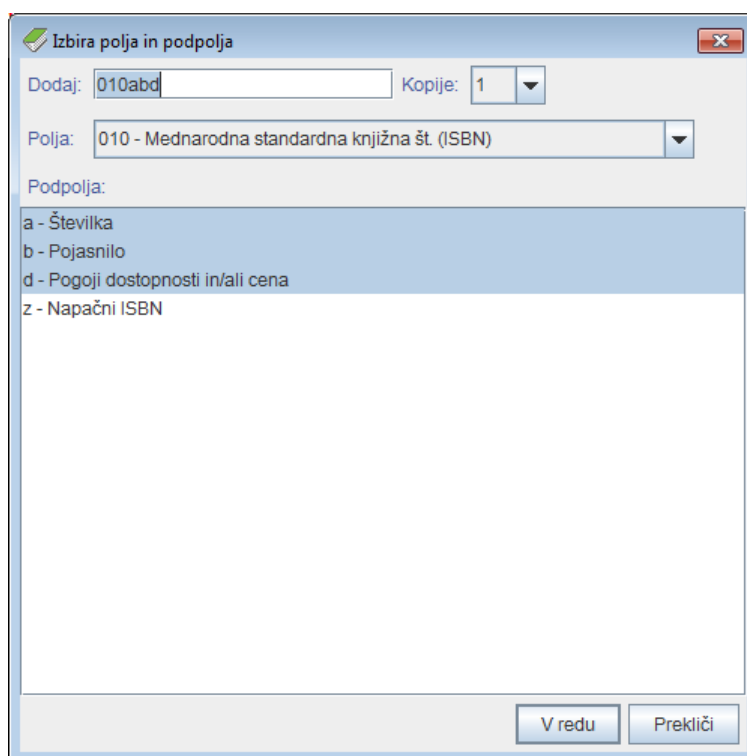 Izbira polja in podpolja
Dodaj: 010abd Kopije: 1
Polja: 010 - Mednarodna standardna knjižna št. (ISBN)
Podpolja:
a - Številka
b - Pojasnilo
d - Pogoji dostopnosti in/ali cena
z - Napačni ISBN
V redu Prekliči